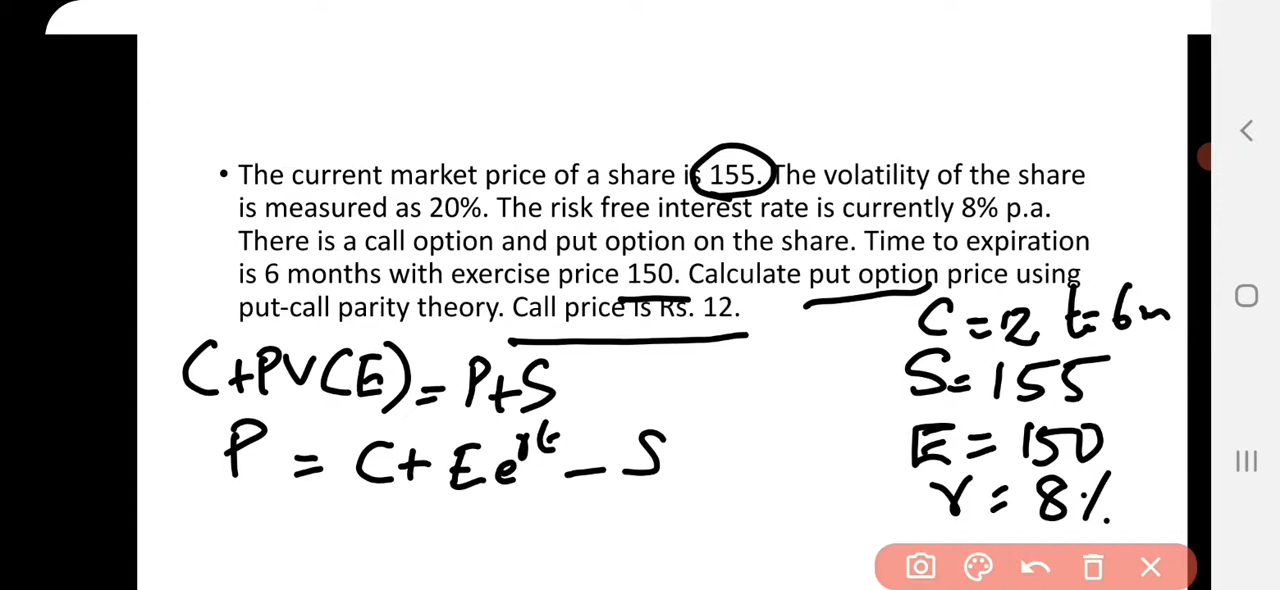 • The current market price of a share is 155. The volatility of the share
is measured as 20%. The risk free interest rate is currently 8% p.a.
There is a call option and put option on the share. Time to expiration
is 6 months with exercise price 150. Calculate put option price using
put-call parity theory. Call price is Rs. 12.
C = 12 t = 6m
C + PV(E) = P + S
S = 155
P = C + E e^rt - S
E = 150
r = 8%